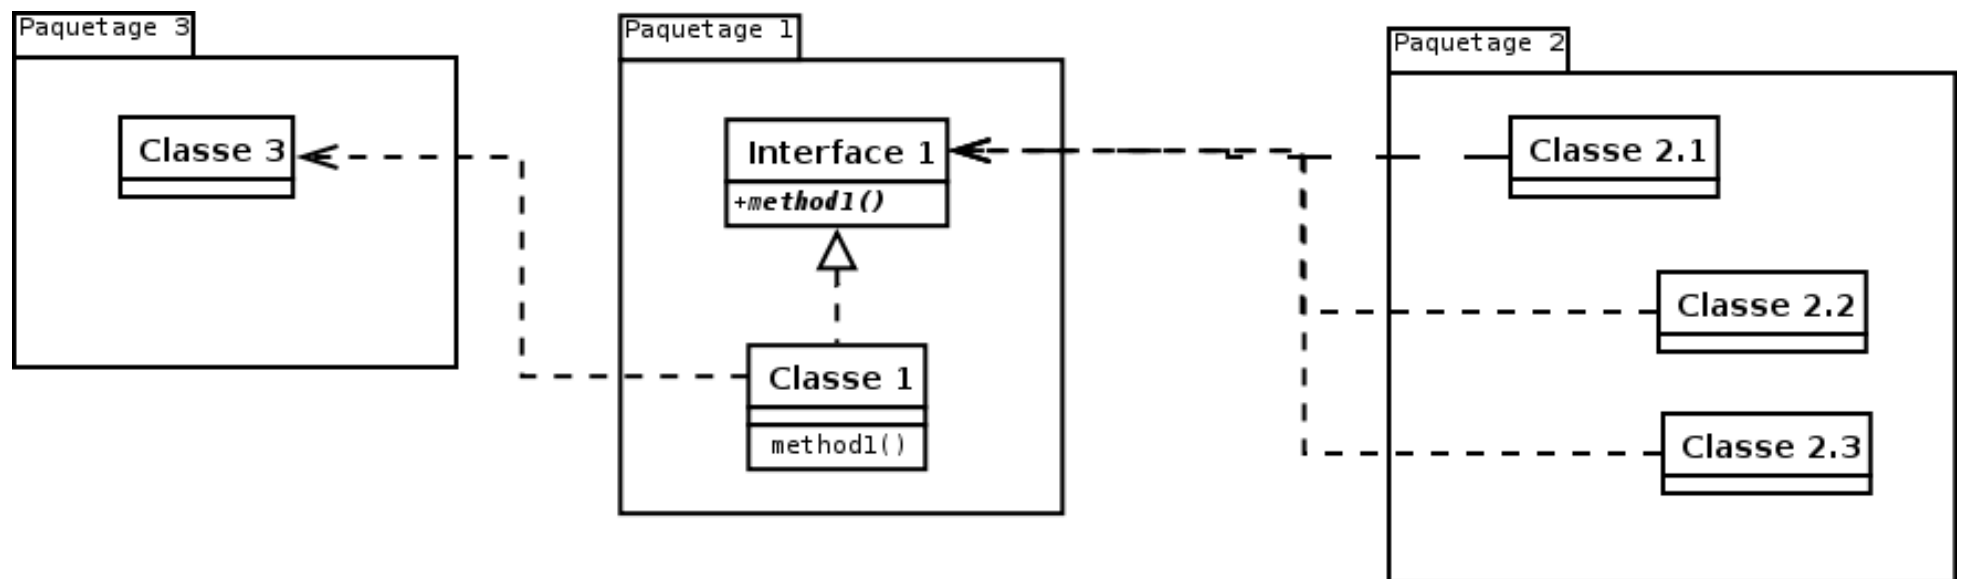 Paquetage 3
Classe 3
Paquetage 1
Interface 1
+method1()
Classe 1
method1()
Paquetage 2
Classe 2.1
Classe 2.2
Classe 2.3